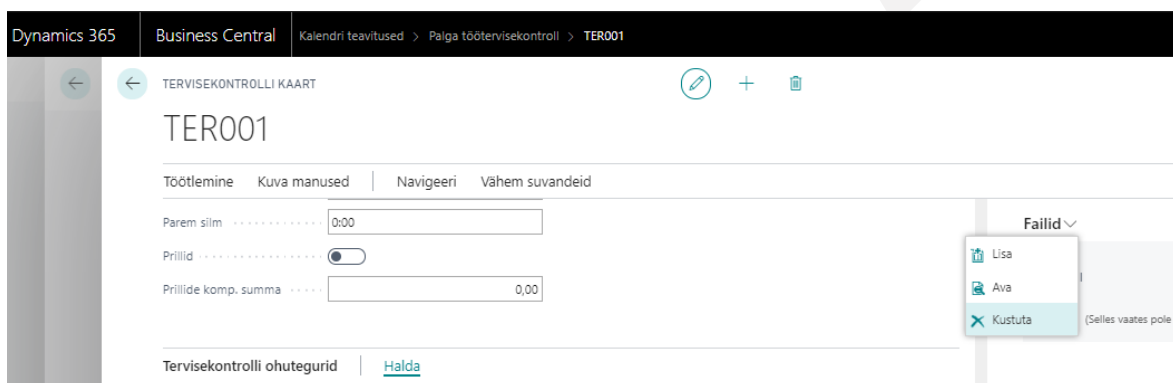 Dynamics 365 Business Central Kalendri teavitused > Palga töötervisekontroll > TER001
TERVISEKONTROLLI KAART
TER001
Töötlemine Kuva manused Navigeeri Vähem suvandeid
Parem silm 0:00
Prillid
Prillide komp. summa 0,00
Tervisekontrolli ohutegurid Halda
Failid
Lisa
Ava
Kustuta
(Selles vaates pole